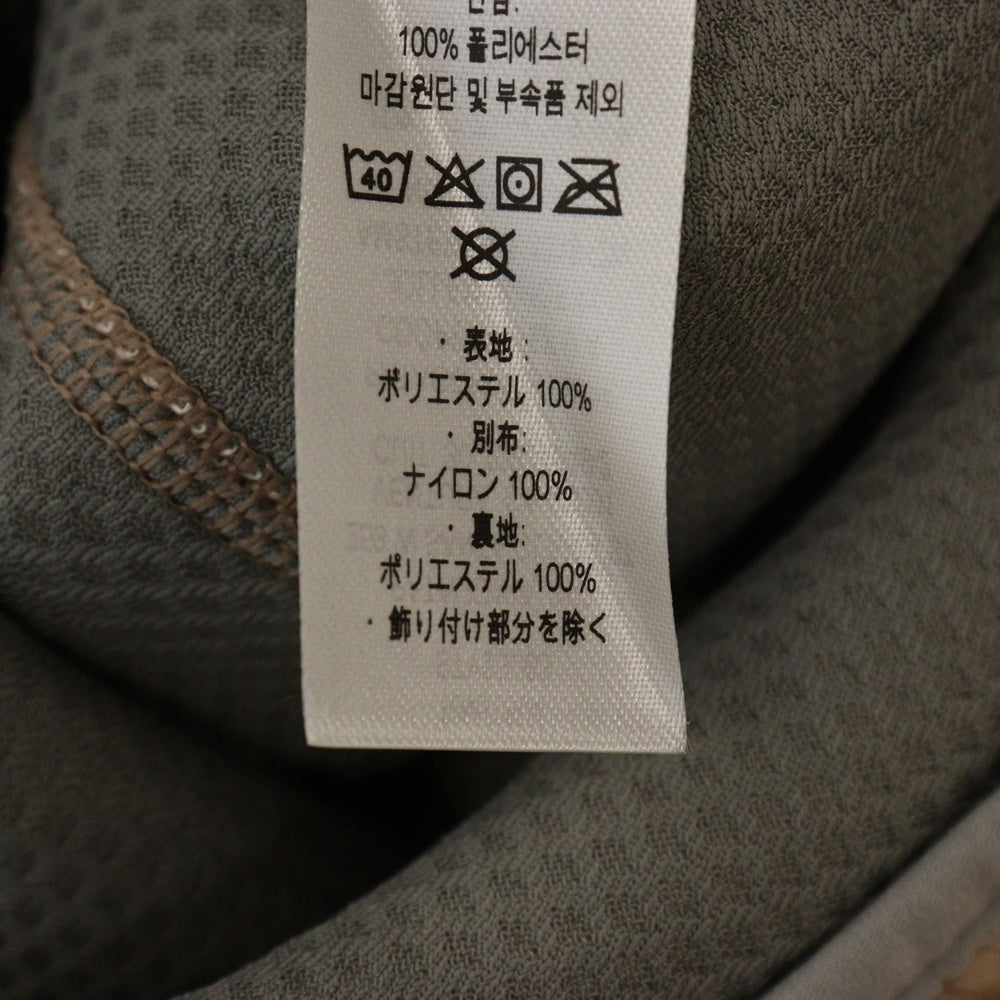 안감:
100% 폴리에스터
마감원단 및 부속품 제외
40
· 表地 :
ポリエステル 100%
· 別布:
ナイロン 100%
· 裏地:
ポリエステル 100%
· 飾り付け部分を除く